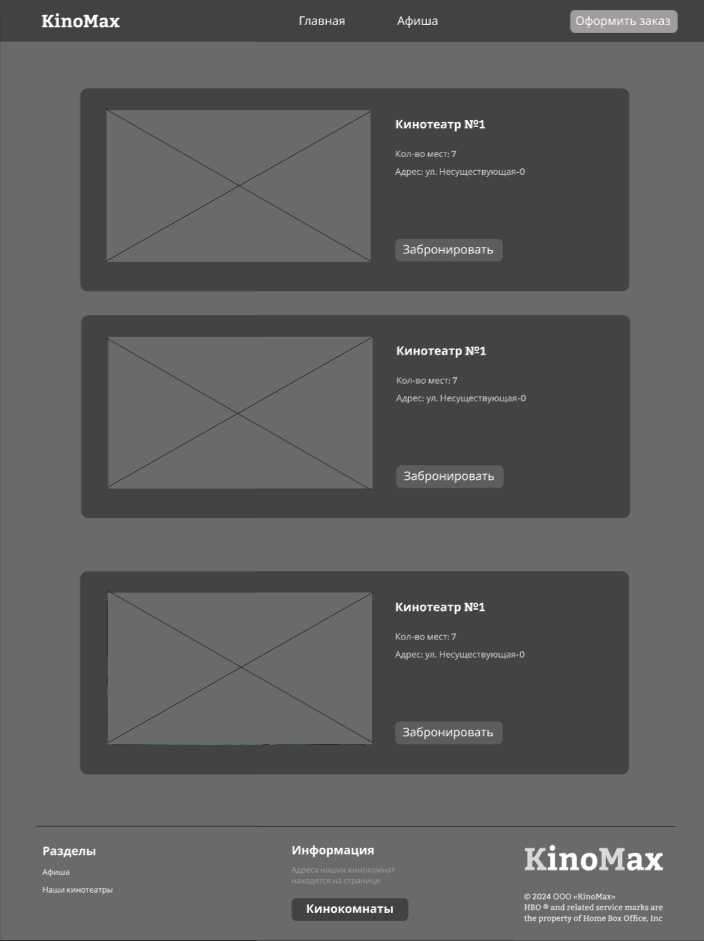 KinoMax
Главная
Афиша
Оформить заказ
Кинотеатр №1
Кол-во мест: 7
Адрес: ул. Несуществующая-0
Забронировать
Кинотеатр №1
Кол-во мест: 7
Адрес: ул. Несуществующая-0
Забронировать
Кинотеатр №1
Кол-во мест: 7
Адрес: ул. Несуществующая-0
Забронировать
Разделы
Афиша
Наши кинотеатры
Информация
Адреса наших кинокомнат
находятся на странице
Кинокомнаты
KinoMax
© 2024 ООО «KinoMax»
HBO ® and related service marks are
the property of Home Box Office, Inc